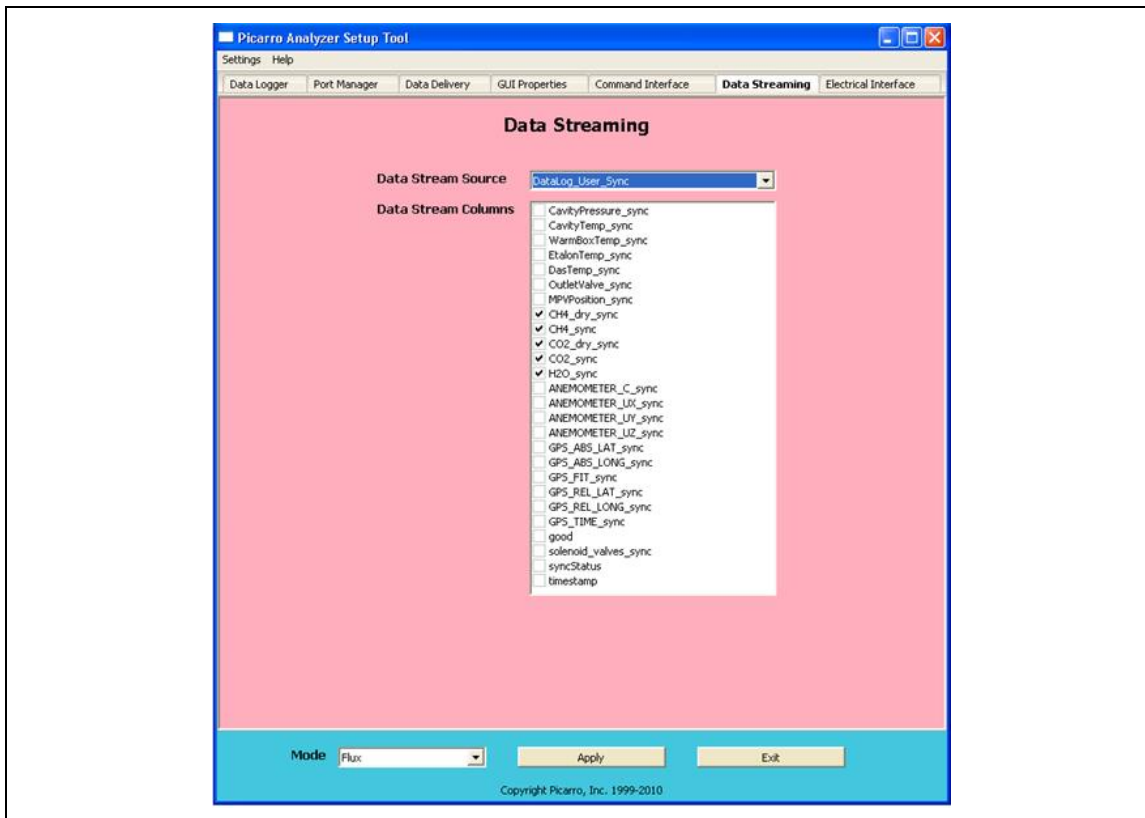 Picarro Analyzer Setup Tool
Settings Help
Data Logger Port Manager Data Delivery GUI Properties Command Interface Data Streaming Electrical Interface
Data Streaming
Data Stream Source DataLog_User_Sync
Data Stream Columns CavityPressure_sync
CavityTemp_sync
WarmBoxTemp_sync
EtalonTemp_sync
DasTemp_sync
OutletValve_sync
MPVPosition_sync
CH4_dry_sync
CH4_sync
CO2_dry_sync
CO2_sync
H2O_sync
ANEMOMETER_C_sync
ANEMOMETER_UX_sync
ANEMOMETER_UY_sync
ANEMOMETER_UZ_sync
GPS_ABS_LAT_sync
GPS_ABS_LONG_sync
GPS_FIT_sync
GPS_REL_LAT_sync
GPS_REL_LONG_sync
GPS_TIME_sync
good
solenoid_valves_sync
syncStatus
timestamp
Mode Flux Apply Exit
Copyright Picarro, Inc. 1999-2010